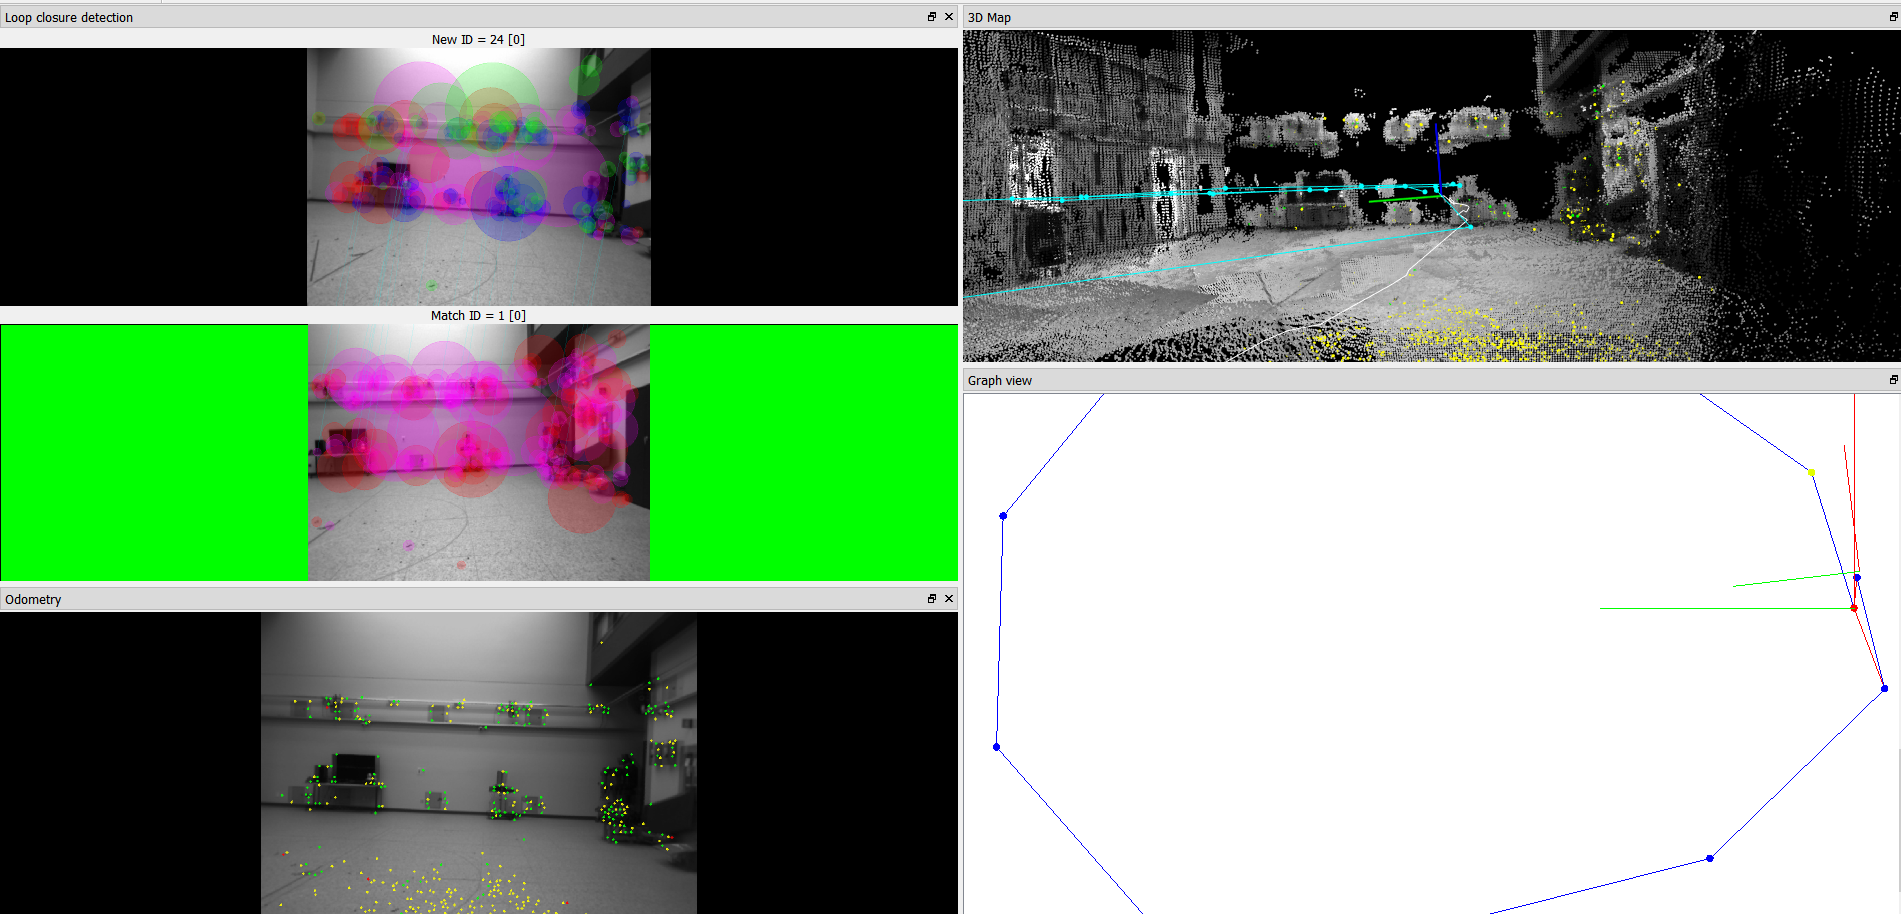 Loop closure detection
New ID = 24 [0]
Match ID = 1 [0]
Odometry
3D Map
Graph view